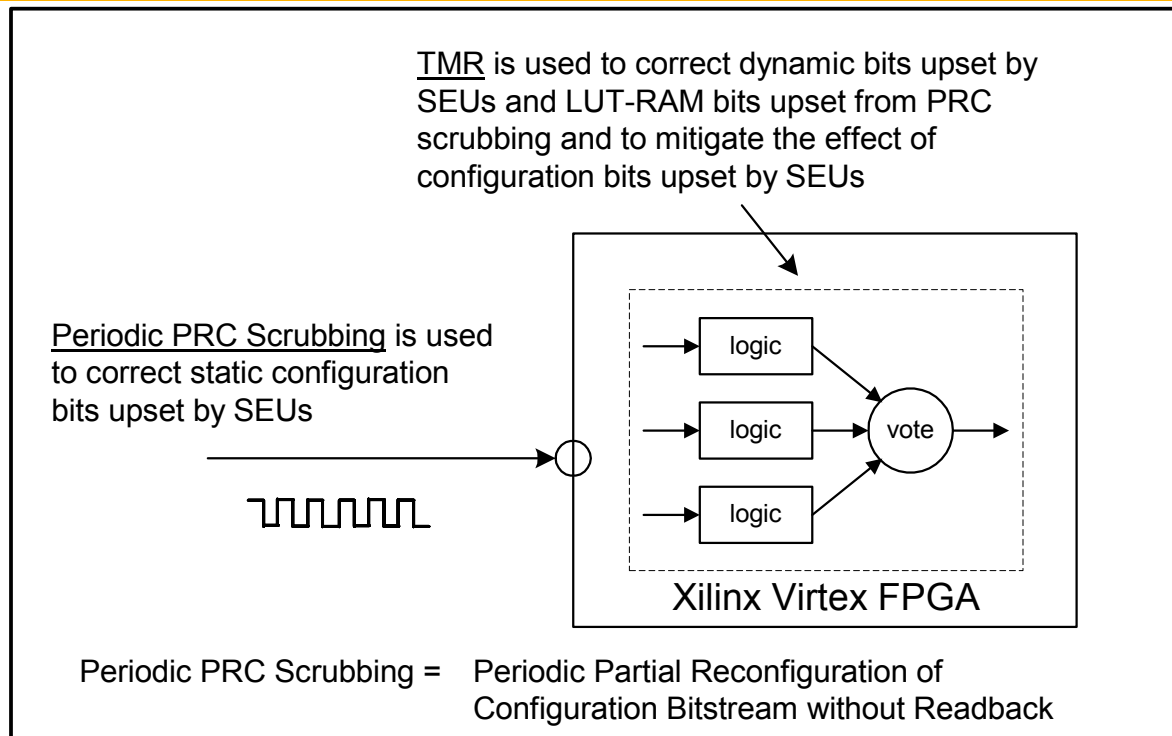 TMR is used to correct dynamic bits upset by
SEUs and LUT-RAM bits upset from PRC
scrubbing and to mitigate the effect of
configuration bits upset by SEUs
Periodic PRC Scrubbing is used
to correct static configuration
bits upset by SEUs
logic
logic
vote
logic
Xilinx Virtex FPGA
Periodic PRC Scrubbing = Periodic Partial Reconfiguration of
Configuration Bitstream without Readback